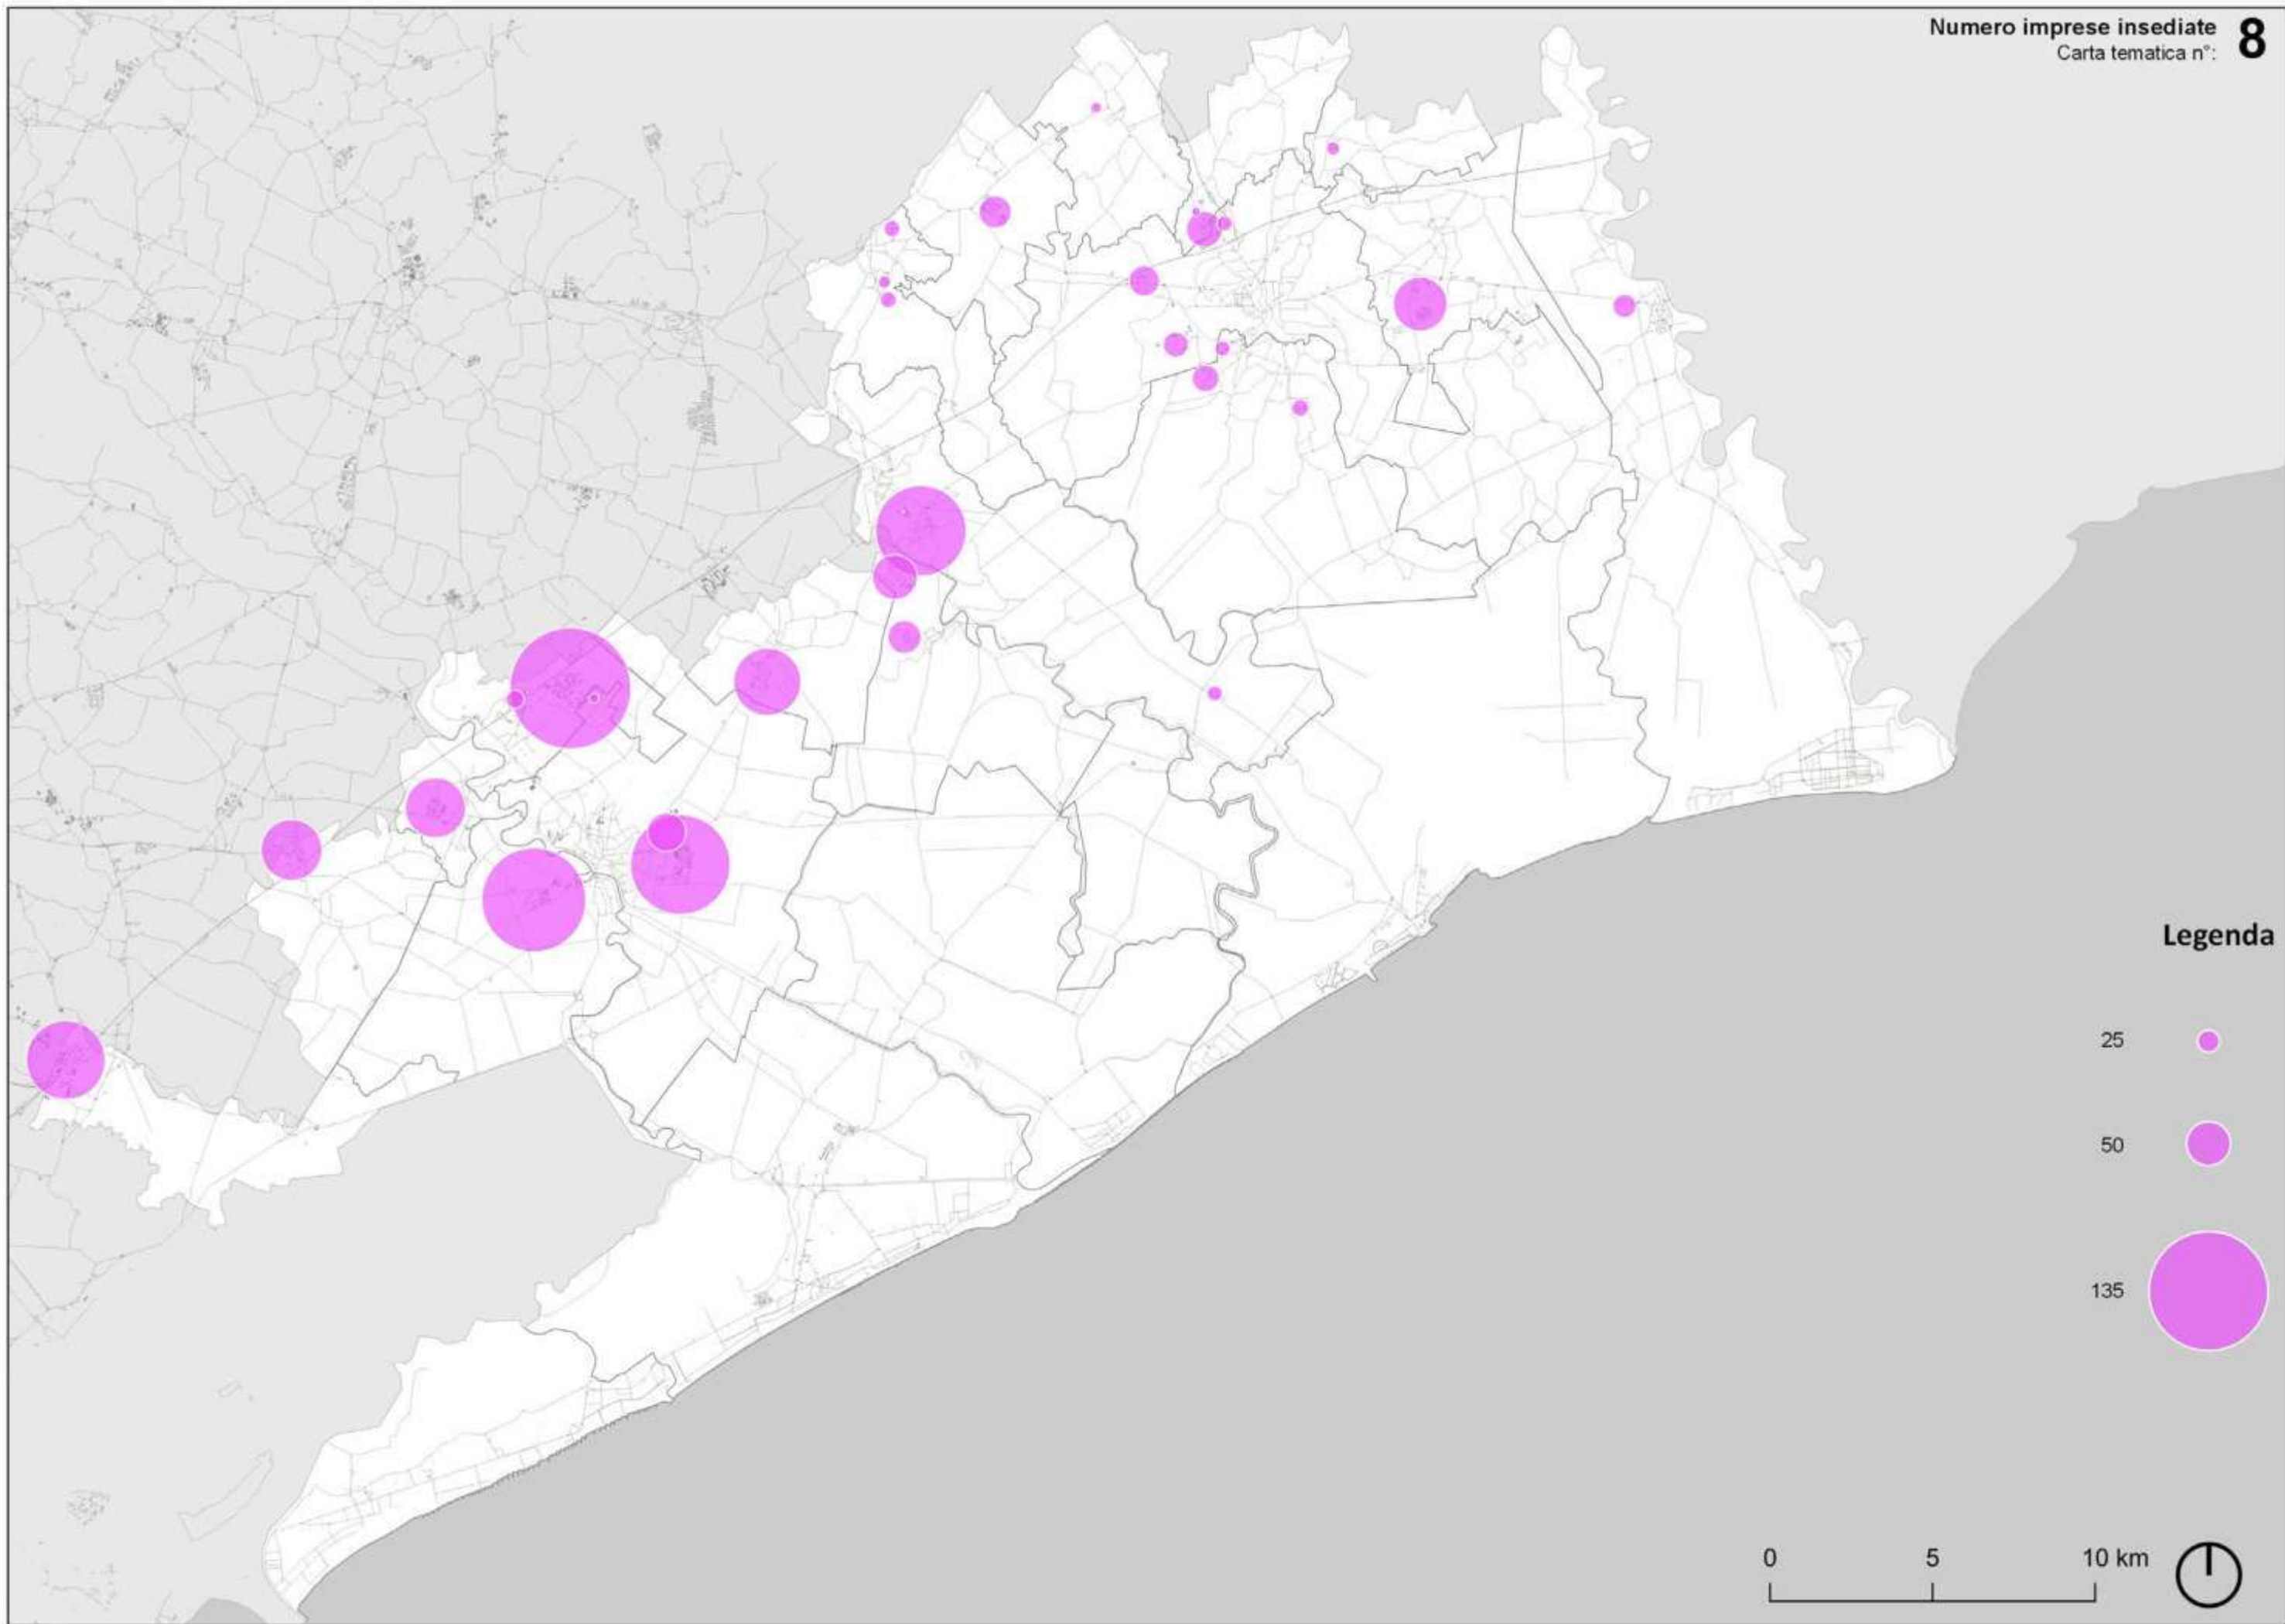 Numero imprese insediate
Carta tematica n°:
8
Legenda
25
50
135
0 5 10 km